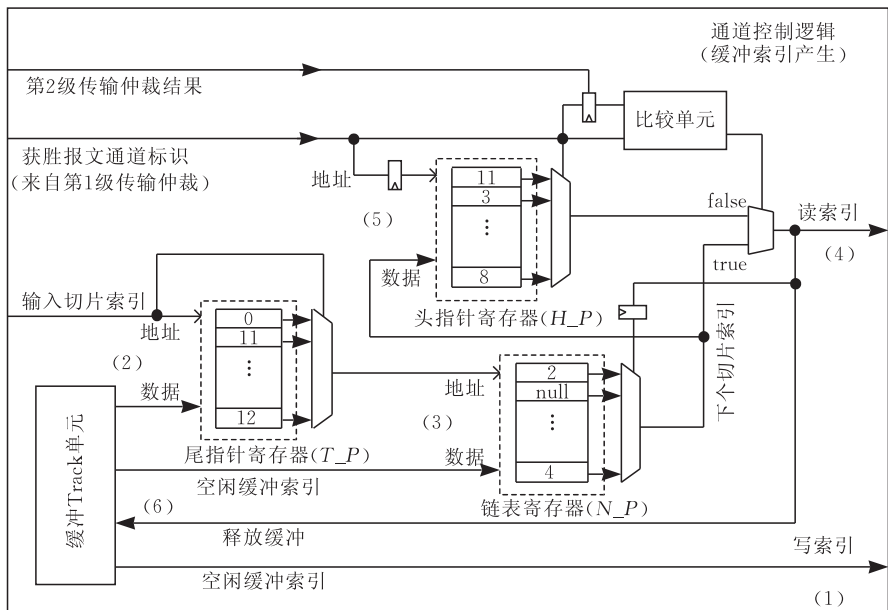 通道控制逻辑
(缓冲索引产生)
第2级传输仲裁结果
比较单元
获胜报文通道标识
(来自第1级传输仲裁)
地址
11
3
⋮
8
(5)
false
读索引
(4)
true
数据
头指针寄存器(H_P)
输入切片索引
地址
0
11
⋮
12
(2)
数据
尾指针寄存器(T_P)
下个切片索引
地址
2
null
⋮
4
(3)
数据
链表寄存器(N_P)
缓冲Track单元
空闲缓冲索引
(6)
释放缓冲
写索引
空闲缓冲索引
(1)